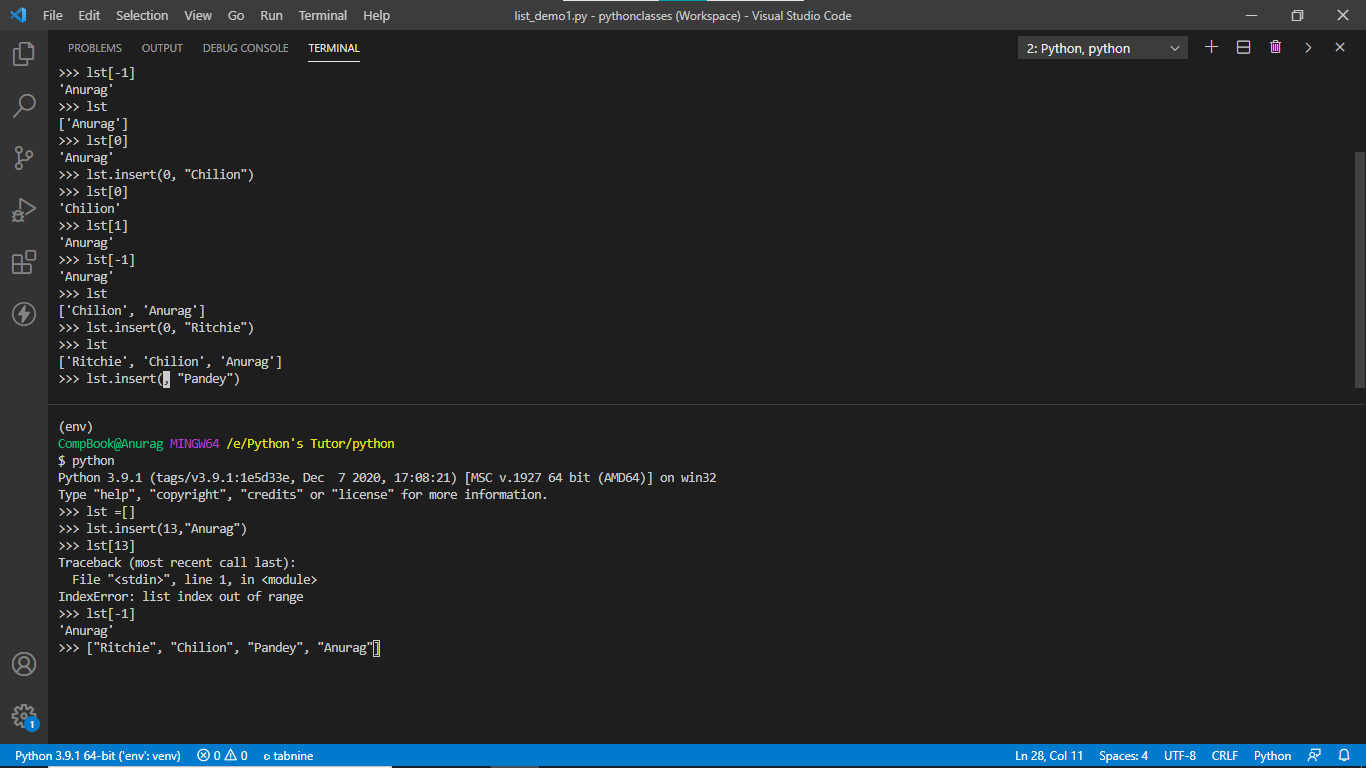 File Edit Selection View Go Run Terminal Help list_demo1.py - pythonclasses (Workspace) - Visual Studio Code
PROBLEMS OUTPUT DEBUG CONSOLE TERMINAL 2: Python, python
>>> lst[-1]
'Anurag'
>>> lst
['Anurag']
>>> lst[0]
'Anurag'
>>> lst.insert(0, "Chilion")
>>> lst[0]
'Chilion'
>>> lst[1]
'Anurag'
>>> lst[-1]
'Anurag'
>>> lst
['Chilion', 'Anurag']
>>> lst.insert(0, "Ritchie")
>>> lst
['Ritchie', 'Chilion', 'Anurag']
>>> lst.insert(, "Pandey")
(env)
CompBook@Anurag MINGW64 /e/Python's Tutor/python
$ python
Python 3.9.1 (tags/v3.9.1:1e5d33e, Dec  7 2020, 17:08:21) [MSC v.1927 64 bit (AMD64)] on win32
Type "help", "copyright", "credits" or "license" for more information.
>>> lst =[]
>>> lst.insert(13,"Anurag")
>>> lst[13]
Traceback (most recent call last):
  File "<stdin>", line 1, in <module>
IndexError: list index out of range
>>> lst[-1]
'Anurag'
>>> ["Ritchie", "Chilion", "Pandey", "Anurag"]
1
Python 3.9.1 64-bit ('env': venv) 0 0 tabnine Ln 28, Col 11 Spaces: 4 UTF-8 CRLF Python